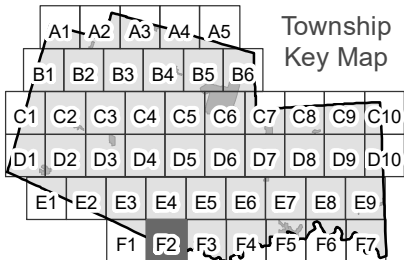 Township
Key Map
A1 A2 A3 A4 A5
B1 B2 B3 B4 B5 B6
C1 C2 C3 C4 C5 C6 C7 C8 C9 C10
D1 D2 D3 D4 D5 D6 D7 D8 D9 D10
E1 E2 E3 E4 E5 E6 E7 E8 E9
F1 F2 F3 F4 F5 F6 F7